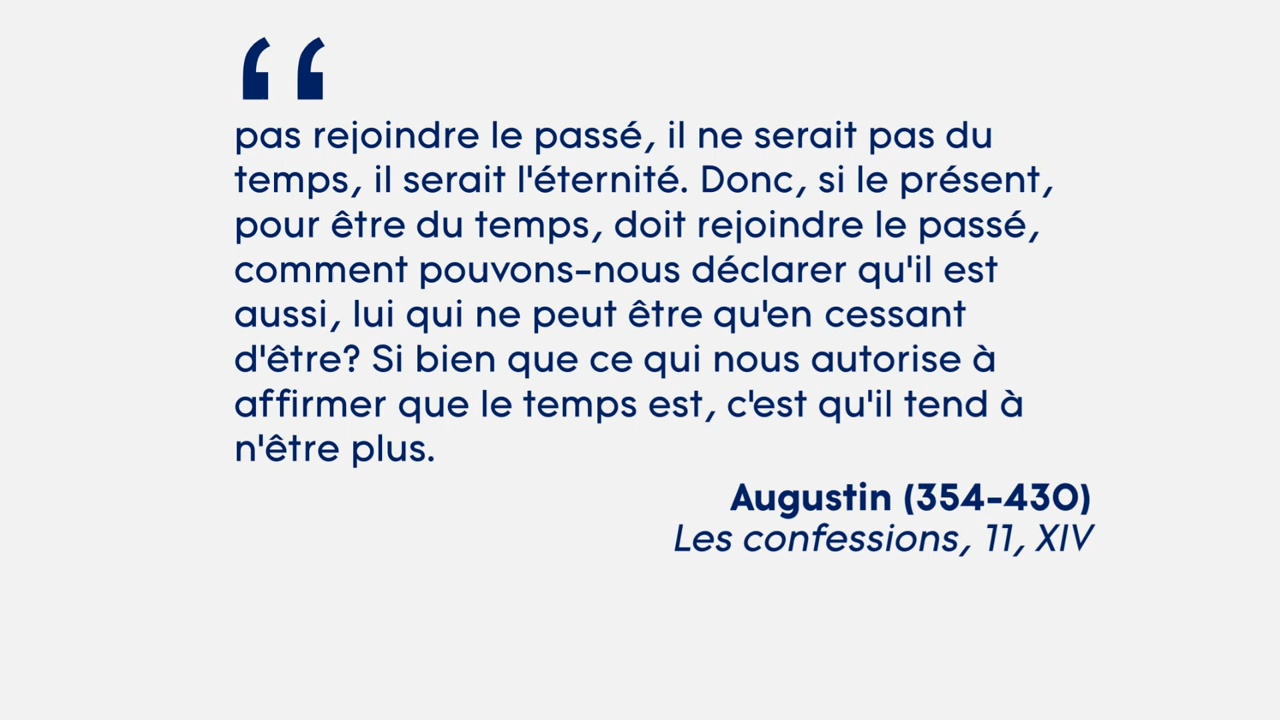 “
pas rejoindre le passé, il ne serait pas du
temps, il serait l'éternité. Donc, si le présent,
pour être du temps, doit rejoindre le passé,
comment pouvons-nous déclarer qu'il est
aussi, lui qui ne peut être qu'en cessant
d'être? Si bien que ce qui nous autorise à
affirmer que le temps est, c'est qu'il tend à
n'être plus.
Augustin (354-430)
Les confessions, 11, XIV